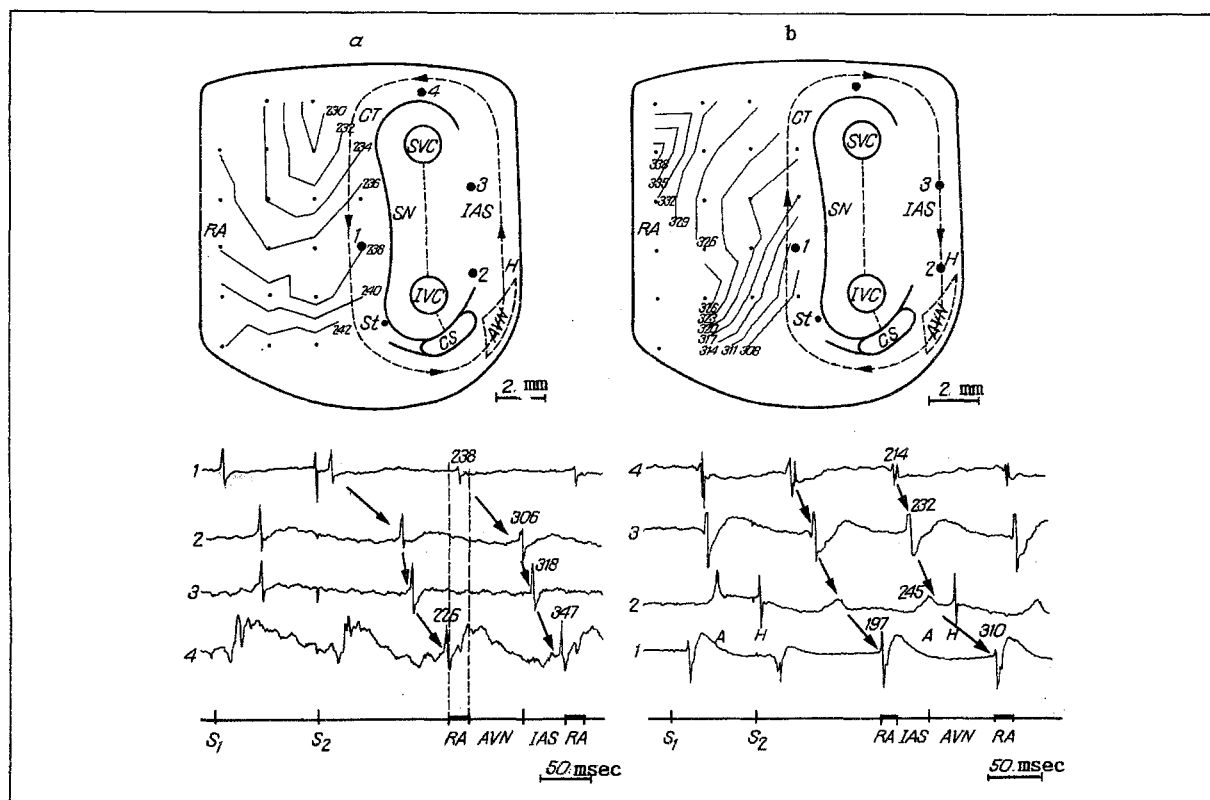 a
b
4
CT
230
232
234
236
SVC
3
IAS
RA
SN
1
238
2
H
IVC
240
242
St
CS
AVN
2. mm
CT
SVC
338
335
332
329
326
3
IAS
RA
SN
1
2
H
IVC
326
323
320
317
314 311 308
St
CS
AVN
2. mm
1
238
2
306
3
318
226
347
4
S1 S2 RA AVN IAS RA
50. msec
4
214
3
232
2
245
197
A H A H 310
1
S1 S2 RA IAS AVN RA
50. msec